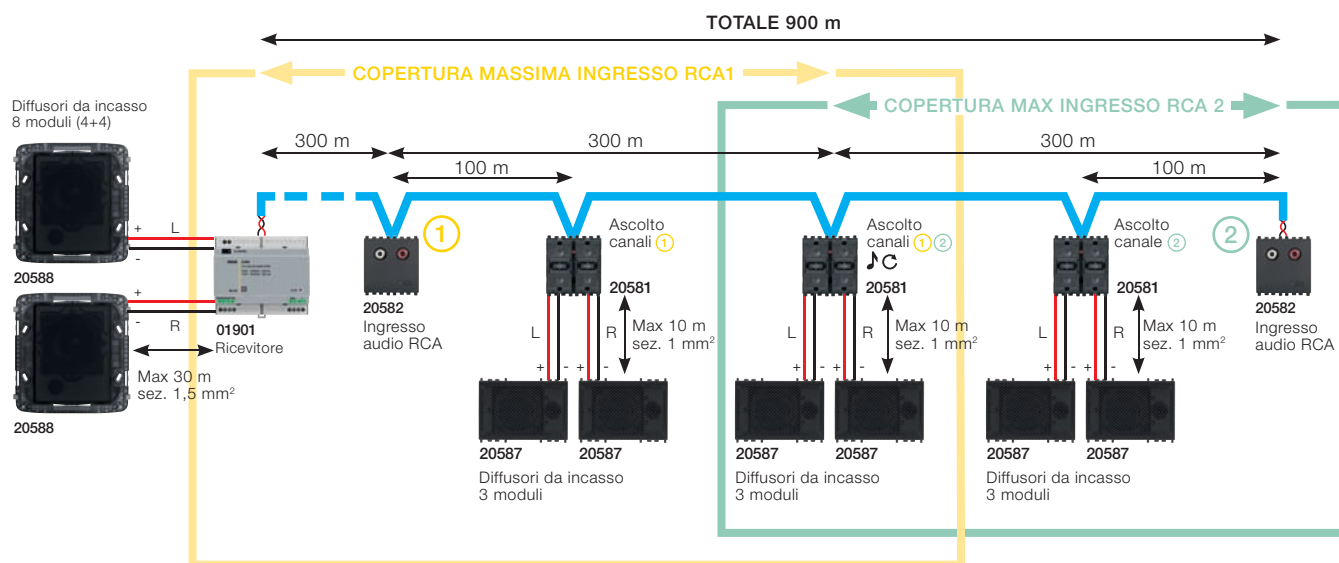 TOTALE 900 m
COPERTURA MASSIMA INGRESSO RCA1
COPERTURA MAX INGRESSO RCA 2
Diffusori da incasso
8 moduli (4+4)
300 m
300 m
300 m
100 m
100 m
+ L
-
20588
+
- R
20588
Max 30 m
sez. 1,5 mm²
01901
Ricevitore
1
20582
Ingresso
audio RCA
Ascolto
canali 1
20581
L
R
Max 10 m
sez. 1 mm²
+ - + -
20587 20587
Diffusori da incasso
3 moduli
Ascolto
canali 1 2
20581
L
R
Max 10 m
sez. 1 mm²
+ - + -
20587 20587
Diffusori da incasso
3 moduli
Ascolto
canale 2
20581
L
R
Max 10 m
sez. 1 mm²
+ - + -
20587 20587
Diffusori da incasso
3 moduli
2
20582
Ingresso
audio RCA